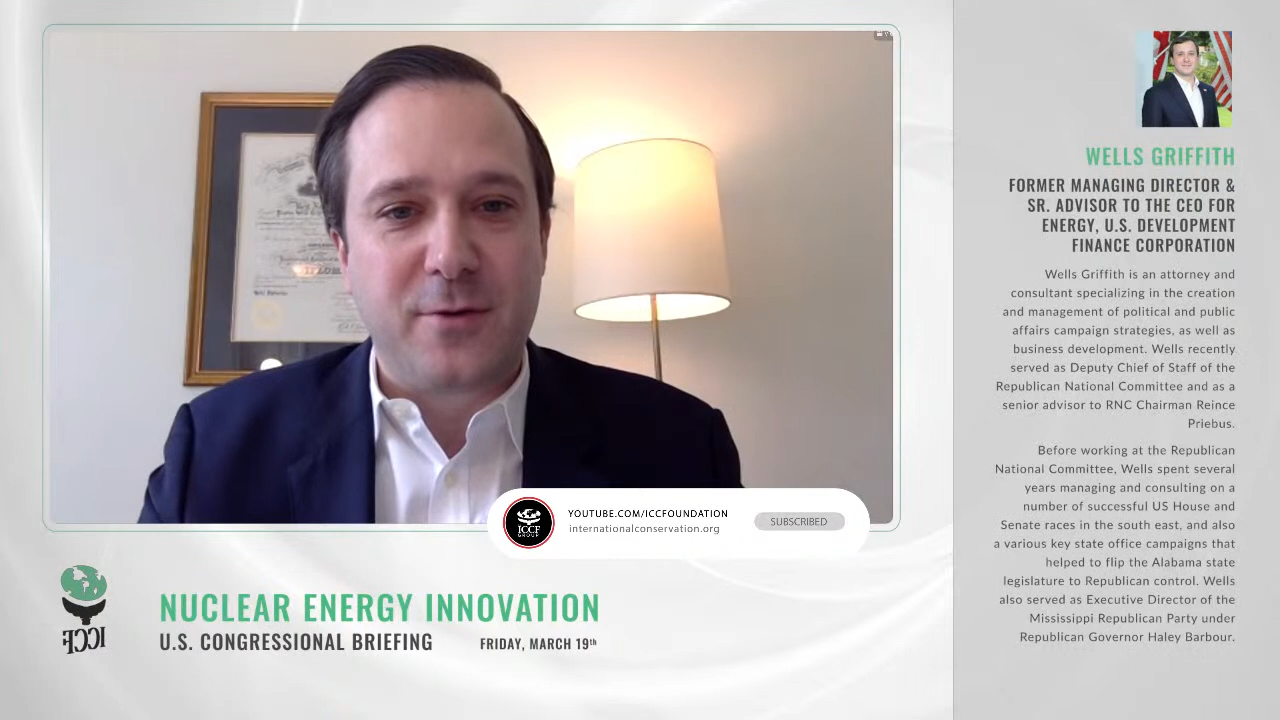 WELLS GRIFFITH
FORMER MANAGING DIRECTOR &
SR. ADVISOR TO THE CEO FOR
ENERGY, U.S. DEVELOPMENT
FINANCE CORPORATION
Wells Griffith is an attorney and
consultant specializing in the creation
and management of political and public
affairs campaign strategies, as well as
business development. Wells recently
served as Deputy Chief of Staff of the
Republican National Committee and as a
senior advisor to RNC Chairman Reince
Priebus.
Before working at the Republican
National Committee, Wells spent several
years managing and consulting on a
number of successful US House and
Senate races in the south east, and also
a various key state office campaigns that
helped to flip the Alabama state
legislature to Republican control. Wells
also served as Executive Director of the
Mississippi Republican Party under
Republican Governor Haley Barbour.
YOUTUBE.COM/ICCFOUNDATION
internationalconservation.org
SUBSCRIBED
ICCF
GROUP
ICCF
NUCLEAR ENERGY INNOVATION
U.S. CONGRESSIONAL BRIEFING FRIDAY, MARCH 19th